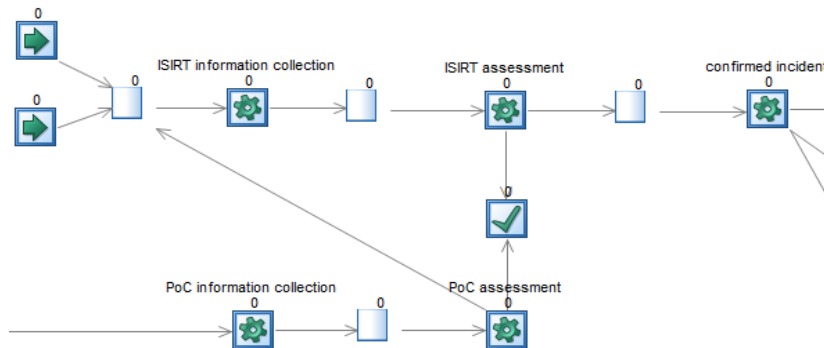 0
0
ISIRT information collection
0
0
0
ISIRT assessment
0
0
confirmed incident
0
0
PoC information collection
0
0
PoC assessment
0